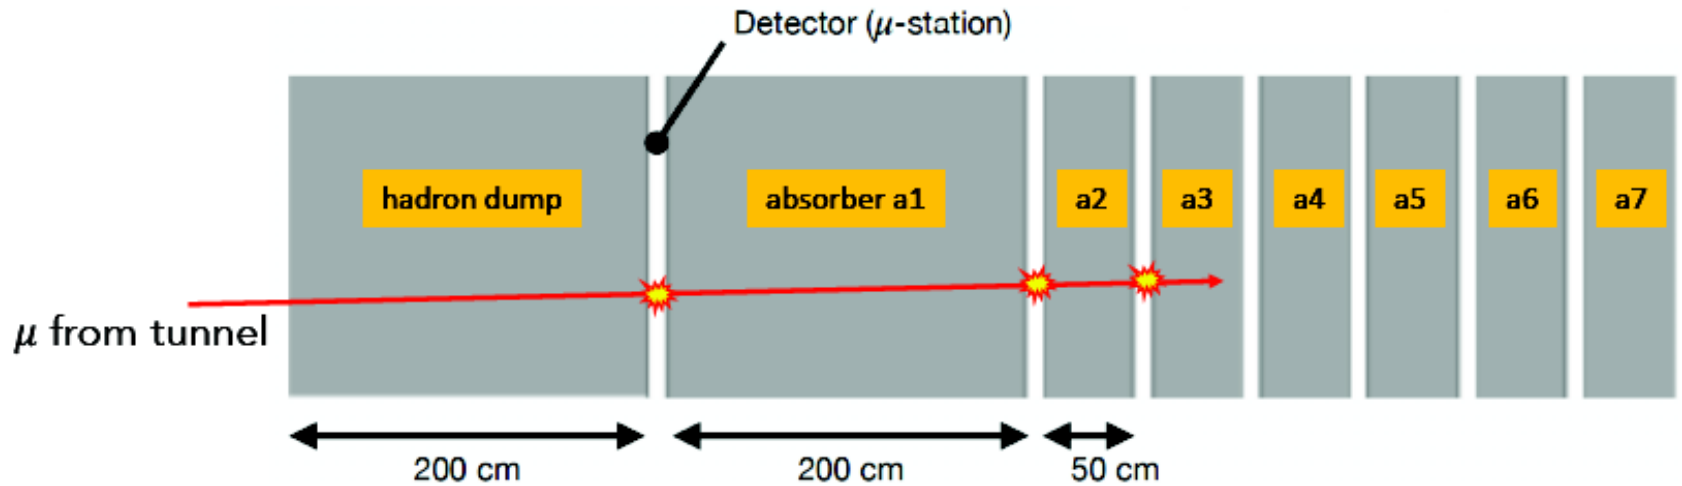 Detector (μ-station)
hadron dump
absorber a1
a2
a3
a4
a5
a6
a7
μ from tunnel
200 cm
200 cm
50 cm